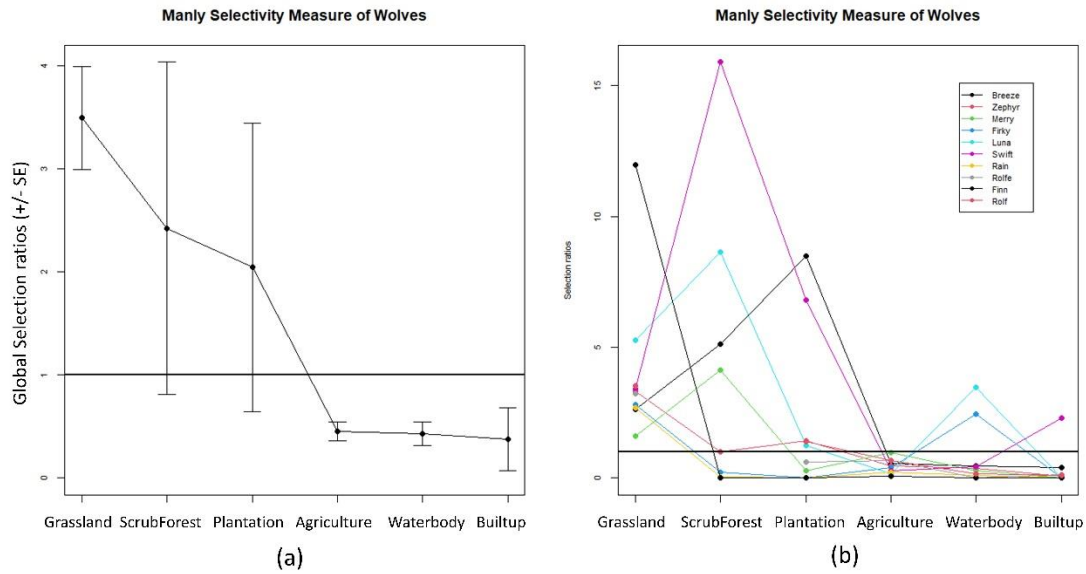 Manly Selectivity Measure of Wolves
Global Selection ratios (+/- SE)
4
3
2
1
0
Grassland ScrubForest Plantation Agriculture Waterbody Builtup
(a)
Manly Selectivity Measure of Wolves
Selection ratios
15
10
5
0
Breeze
Zephyr
Merry
Firky
Luna
Swift
Rain
Rolfe
Finn
Rolf
Grassland ScrubForest Plantation Agriculture Waterbody Builtup
(b)